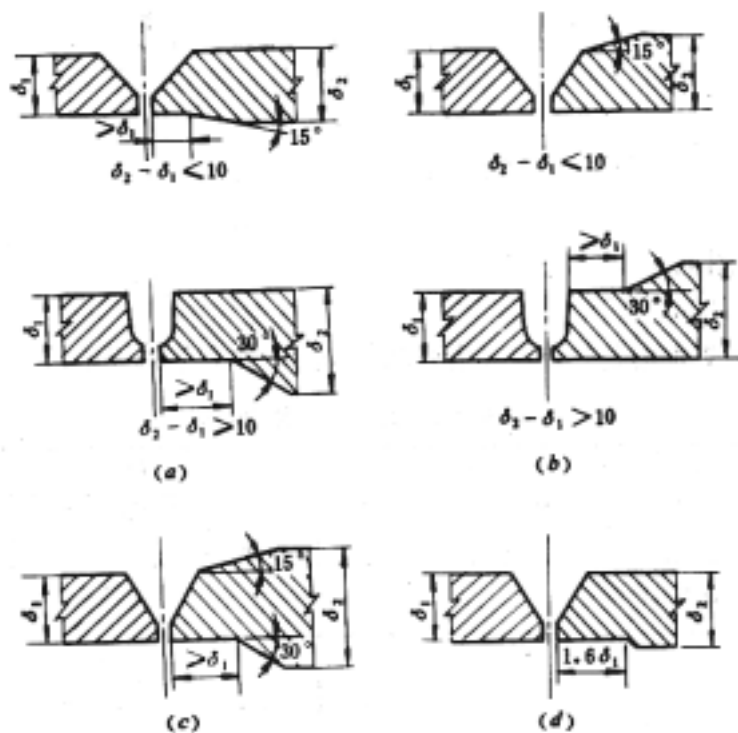 δ₁ >δ₁ 15° δ₂
δ₂ - δ₁ ≤10
δ₁ 15° δ₂
δ₂ - δ₁ ≤10
δ₁ 30° >δ₁ δ₂
δ₂ - δ₁ >10
(a)
δ₁ >δ₁ 30° δ₂
δ₂ - δ₁ >10
(b)
δ₁ 15° >δ₁ 30° δ₂
(c)
δ₁ 1.6δ₁ δ₂
(d)